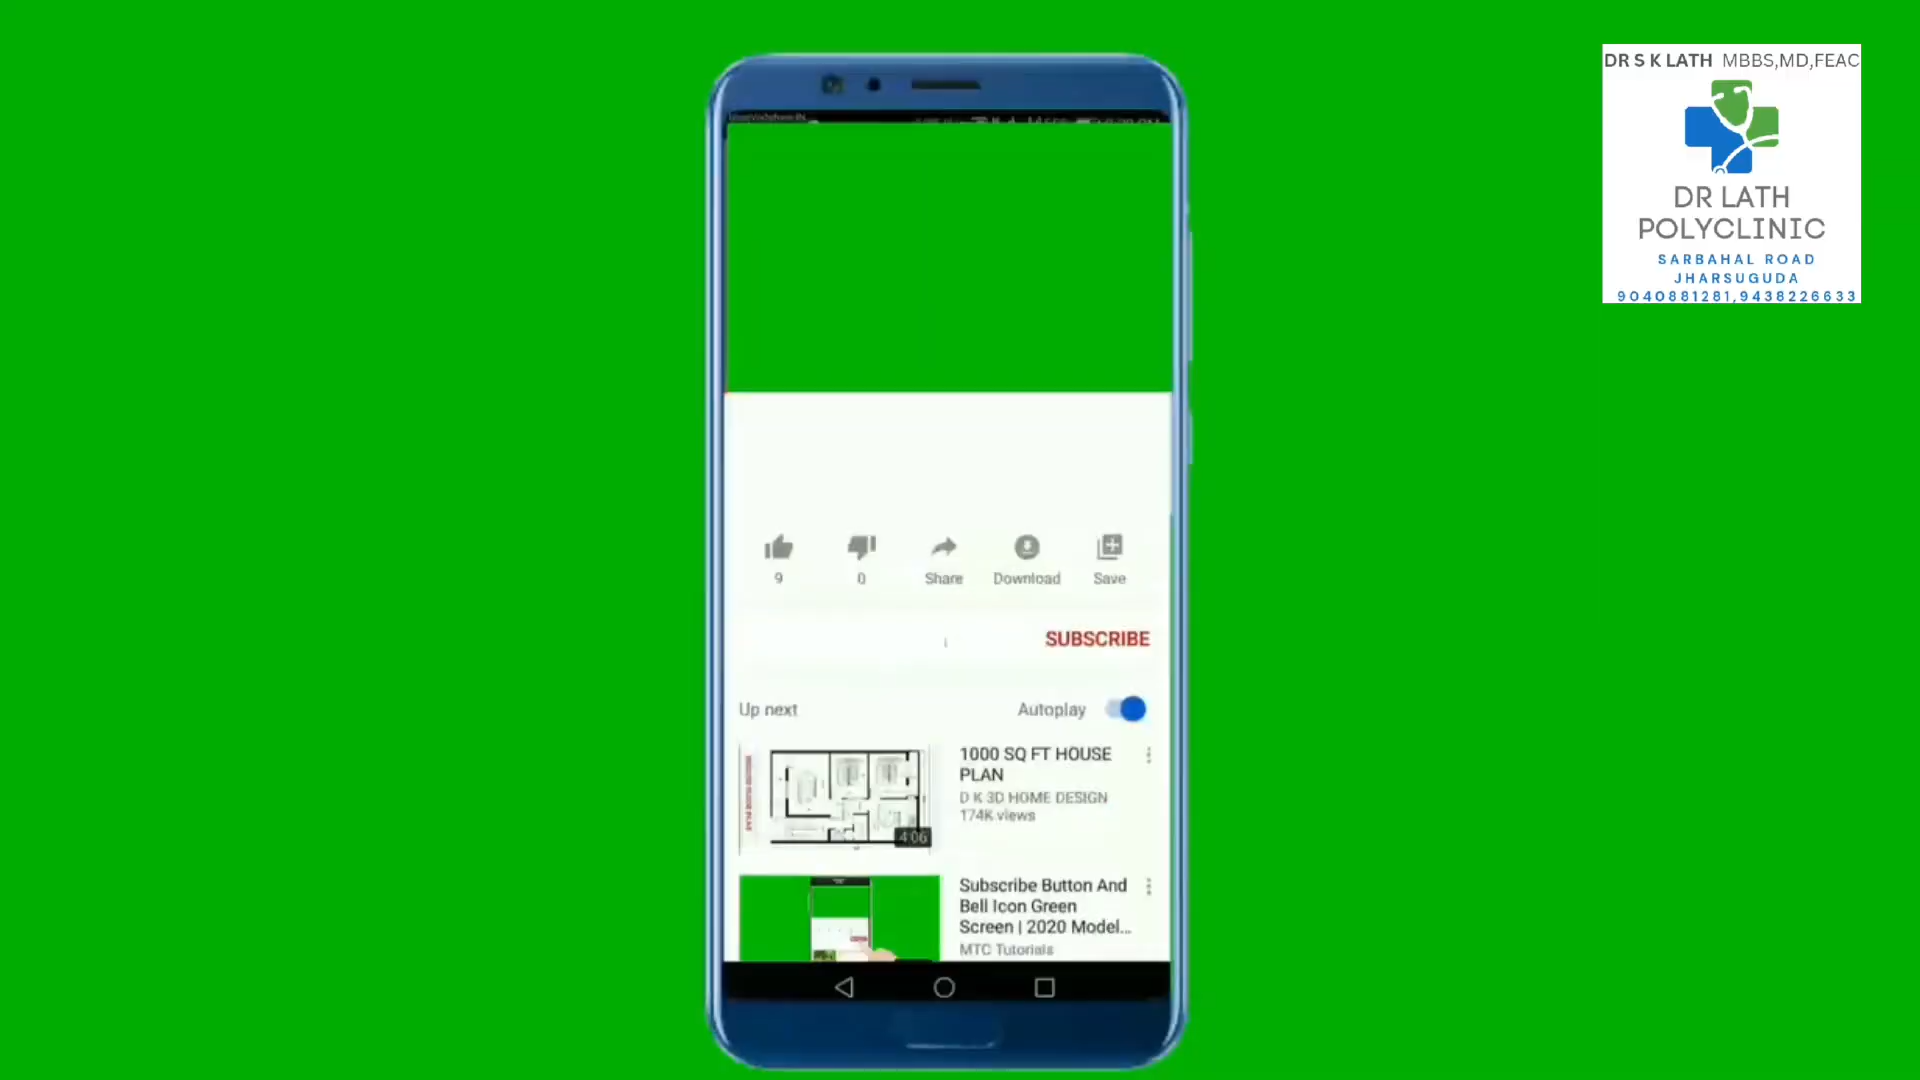 DR S K LATH MBBS,MD,FEAC
DR LATH
POLYCLINIC
SARBAHAL ROAD
JHARSUGUDA
9040881281,9438226633
9
0
Share
Download
Save
SUBSCRIBE
Up next
Autoplay
1000 SQ FT HOUSE
PLAN
D K 3D HOME DESIGN
174K views
4:06
Subscribe Button And
Bell Icon Green
Screen | 2020 Model...
MTC Tutorials